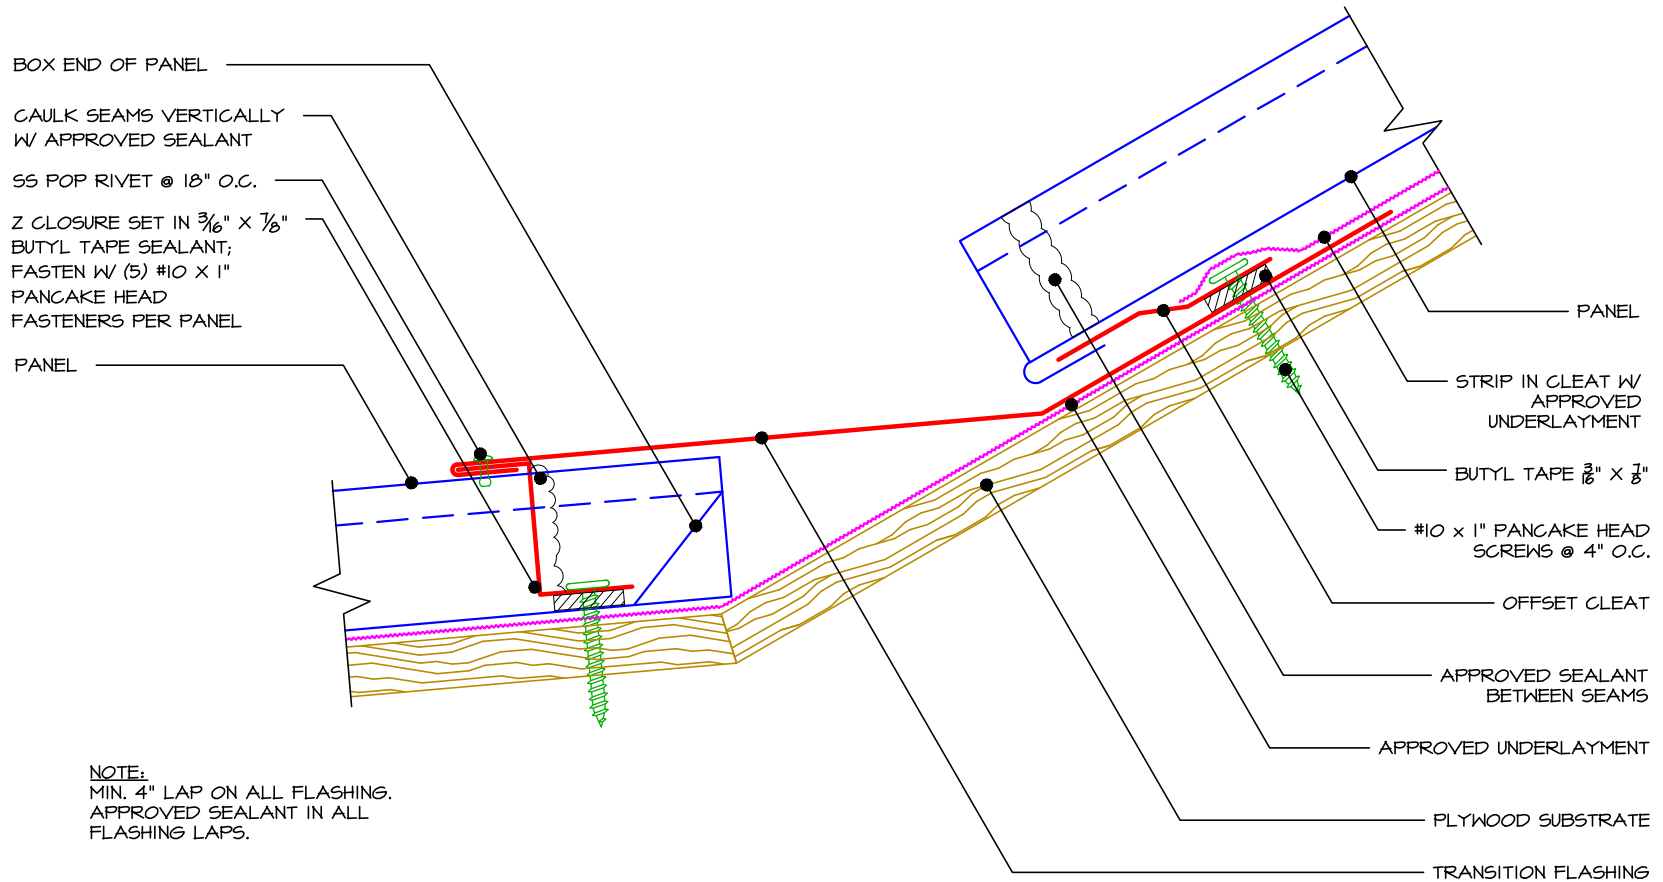 BOX END OF PANEL
CAULK SEAMS VERTICALLY
W/ APPROVED SEALANT
SS POP RIVET @ 18" O.C.
Z CLOSURE SET IN 3/16" X 7/8"
BUTYL TAPE SEALANT;
FASTEN W/ (5) #10 X 1"
PANCAKE HEAD
FASTENERS PER PANEL
PANEL
PANEL
STRIP IN CLEAT W/
APPROVED
UNDERLAYMENT
BUTYL TAPE 3/16" X 7/8"
#10 X 1" PANCAKE HEAD
SCREWS @ 4" O.C.
OFFSET CLEAT
APPROVED SEALANT
BETWEEN SEAMS
APPROVED UNDERLAYMENT
PLYWOOD SUBSTRATE
TRANSITION FLASHING
NOTE:
MIN. 4" LAP ON ALL FLASHING.
APPROVED SEALANT IN ALL
FLASHING LAPS.